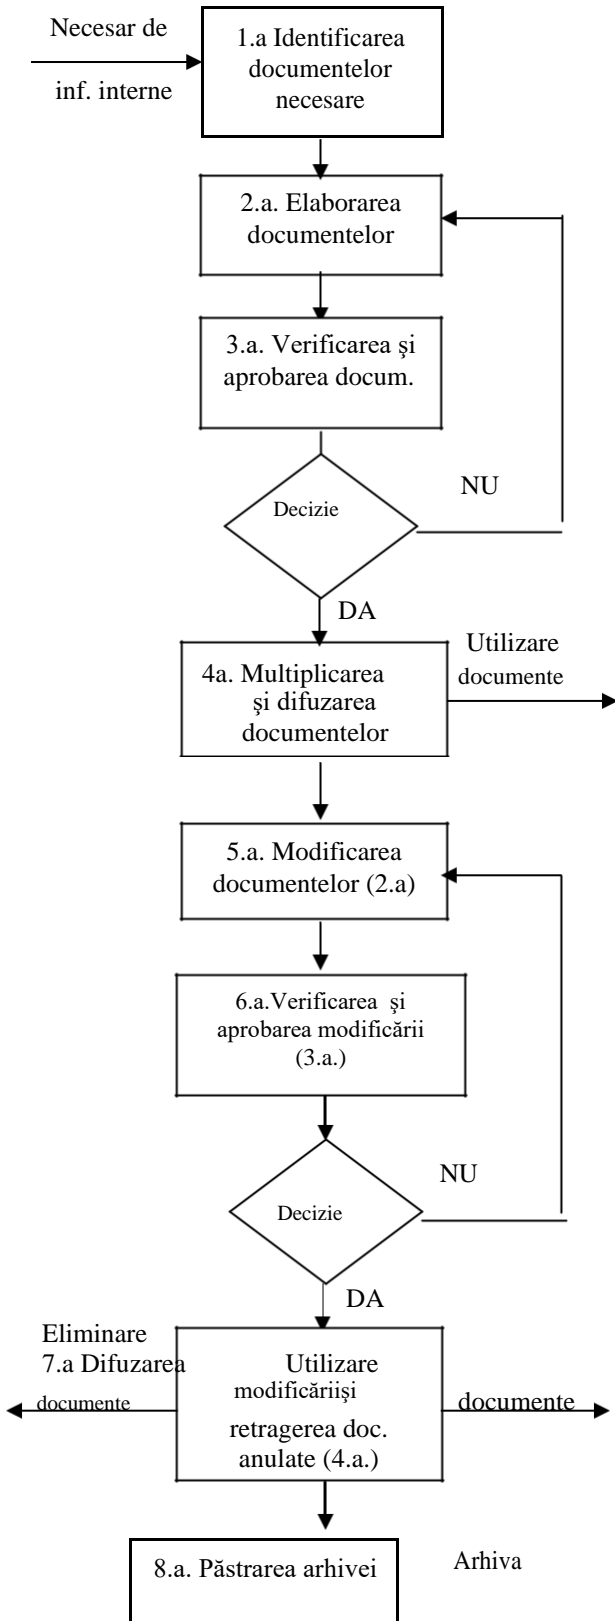 Necesar de
inf. interne
1.a Identificarea
documentelor
necesare
2.a. Elaborarea
documentelor
3.a. Verificarea şi
aprobarea docum.
Decizie
NU
DA
4a. Multiplicarea
şi difuzarea
documentelor
Utilizare
documente
5.a. Modificarea
documentelor (2.a)
6.a.Verificarea şi
aprobarea modificării
(3.a.)
Decizie
NU
DA
Eliminare
7.a Difuzarea
Utilizare
documente
modificăriişi
documente
retragerea doc.
anulate (4.a.)
8.a. Păstrarea arhivei
Arhiva